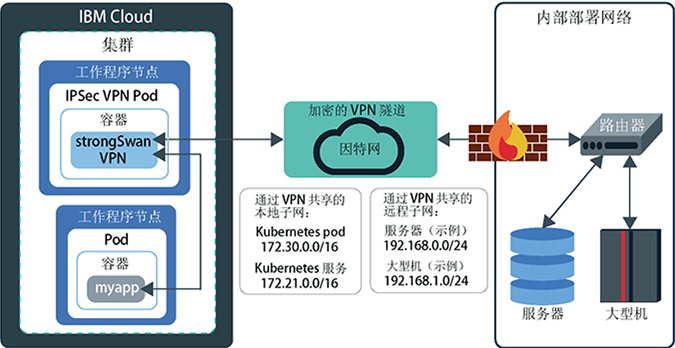 IBM Cloud
集群
工作程序节点
IPSec VPN Pod
容器
strongSwan
VPN
工作程序节点
Pod
容器
myapp
加密的 VPN 隧道
因特网
通过 VPN 共享的
本地子网：
Kubernetes pod
172.30.0.0/16
Kubernetes 服务
172.21.0.0/16
通过 VPN 共享的
远程子网：
服务器（示例）
192.168.0.0/24
大型机（示例）
192.168.1.0/24
内部部署网络
路由器
服务器
大型机